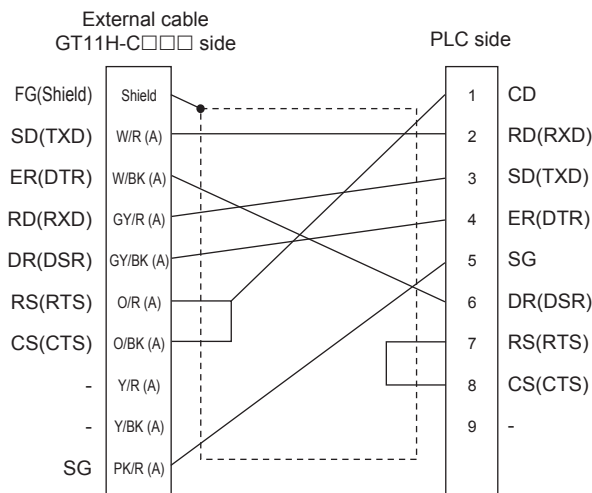 External cable
GT11H-C□□□ side
PLC side
FG(Shield) Shield 1 CD
SD(TXD) W/R (A) 2 RD(RXD)
ER(DTR) W/BK (A) 3 SD(TXD)
RD(RXD) GY/R (A) 4 ER(DTR)
DR(DSR) GY/BK (A) 5 SG
RS(RTS) O/R (A) 6 DR(DSR)
CS(CTS) O/BK (A) 7 RS(RTS)
- Y/R (A) 8 CS(CTS)
- Y/BK (A) 9 -
SG PK/R (A)